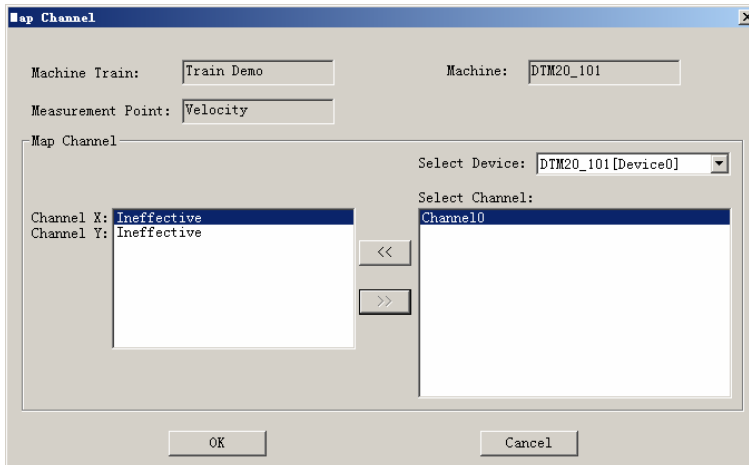 Map Channel
Machine Train: Train Demo Machine: DTM20_101
Measurement Point: Velocity
Map Channel
Select Device: DTM20_101[Device0]
Select Channel:
Channel X: Ineffective Channel0
Channel Y: Ineffective
<<
>>
OK Cancel